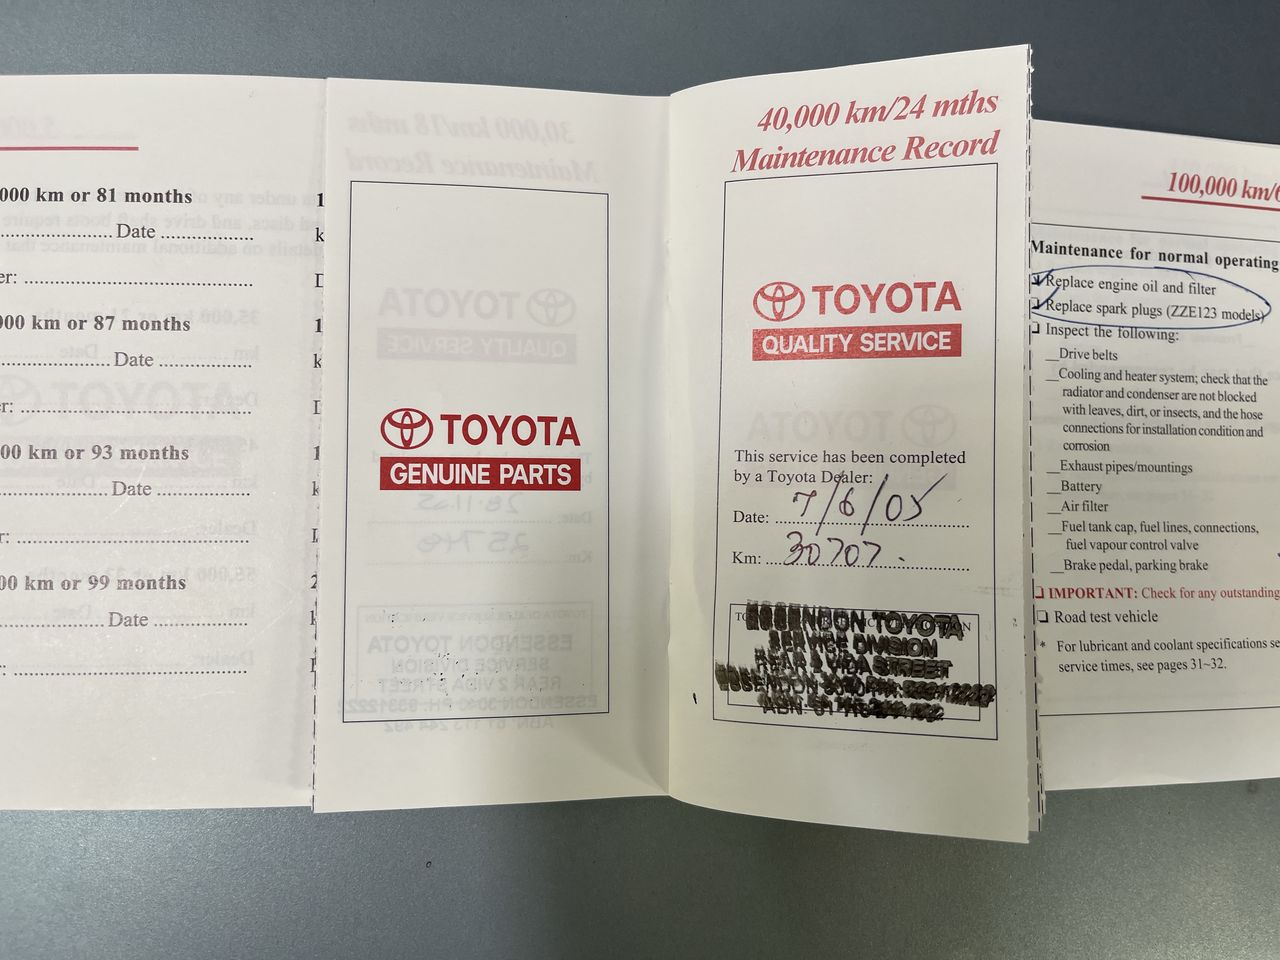 000 km or 81 months
Date
er:
000 km or 87 months
Date
er:
000 km or 93 months
Date
r:
00 km or 99 months
Date
TOYOTA
GENUINE PARTS
40,000 km/24 mths
Maintenance Record
TOYOTA
QUALITY SERVICE
This service has been completed
by a Toyota Dealer:
Date: 7/6/05
Km: 30707
ESSENDON TOYOTA
SERVICE DIVISION
REAR 2 VIDA STREET
ESSENDON 3040
ABN:
100,000 km/6
Maintenance for normal operating
Replace engine oil and filter
Replace spark plugs (ZZE123 models)
Inspect the following:
Drive belts
Cooling and heater system; check that the
radiator and condenser are not blocked
with leaves, dirt, or insects, and the hose
connections for installation condition and
corrosion
Exhaust pipes/mountings
Battery
Air filter
Fuel tank cap, fuel lines, connections,
fuel vapour control valve
Brake pedal, parking brake
IMPORTANT: Check for any outstanding
Road test vehicle
* For lubricant and coolant specifications se
service times, see pages 31~32.